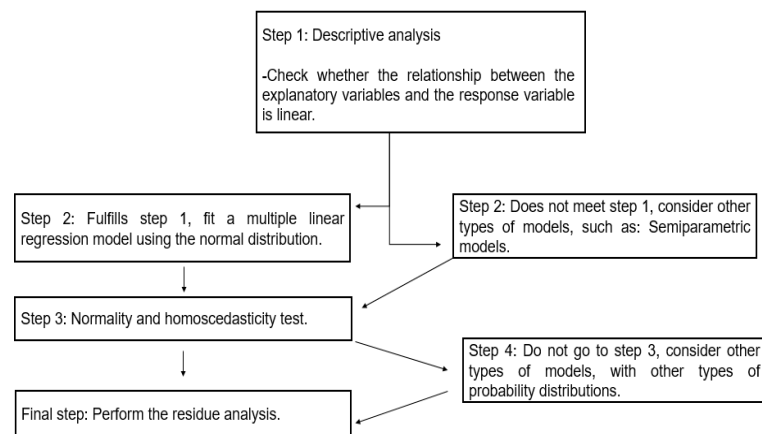 Step 1: Descriptive analysis
-Check whether the relationship between the
explanatory variables and the response variable
is linear.
Step 2: Fulfills step 1, fit a multiple linear
regression model using the normal distribution.
Step 2: Does not meet step 1, consider other
types of models, such as: Semiparametric
models.
Step 3: Normality and homoscedasticity test.
Step 4: Do not go to step 3, consider other
types of models, with other types of
probability distributions.
Final step: Perform the residue analysis.